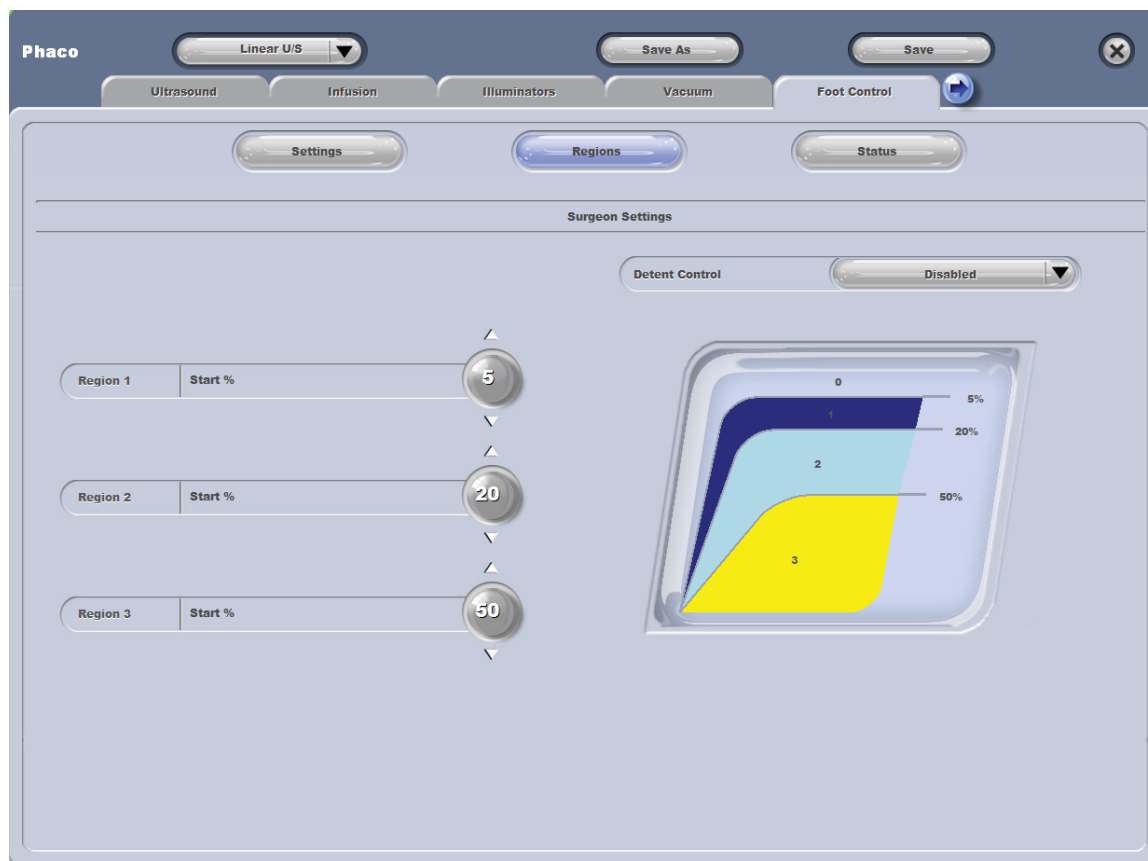 Phaco
Linear U/S
Save As
Save
Ultrasound
Infusion
Illuminators
Vacuum
Foot Control
Settings
Regions
Status
Surgeon Settings
Detent Control
Disabled
Region 1
Start %
5
Region 2
Start %
20
Region 3
Start %
50
0
5%
1
20%
2
50%
3